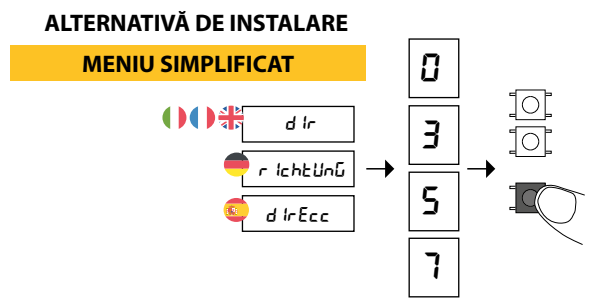 ALTERNATIVĂ DE INSTALARE
MENIU SIMPLIFICAT
dIr
rIchtUnG
dIrEcc
0
3
5
7